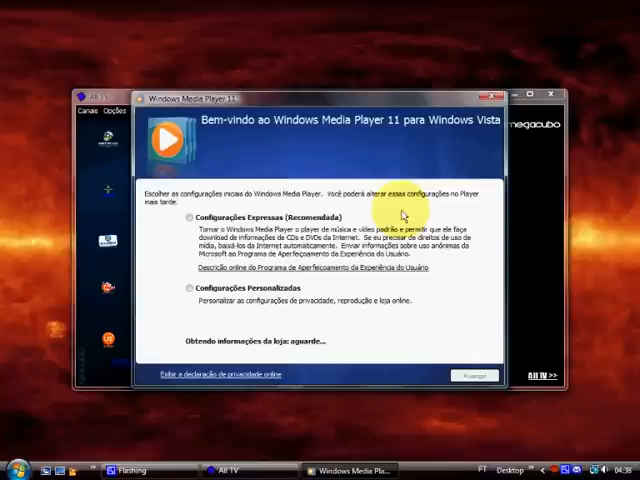 All TV
Windows Media Player 11
Canais Opções
Bem-vindo ao Windows Media Player 11 para Windows Vista
megacubo
Escolher as configurações iniciais do Windows Media Player. Você poderá alterar essas configurações no Player
mais tarde.
Configurações Expressas (Recomendada)
Tornar o Windows Media Player o player de música e vídeo padrão e permitir que ele faça
download de informações de CDs e DVDs da Internet. Se eu precisar de direitos de uso de
mídia, baixá-los da Internet automaticamente. Enviar informações sobre uso anônimas da
Microsoft ao Programa de Aperfeiçoamento da Experiência do Usuário.
Descrição online do Programa de Aperfeiçoamento da Experiência do Usuário
Configurações Personalizadas
Personalizar as configurações de privacidade, reprodução e loja online.
Obtendo informações da loja: aguarde...
Exibir a declaração de privacidade online
Avançar
All TV >>
Flashing
All TV
Windows Media Pla...
PT
Desktop
04:38